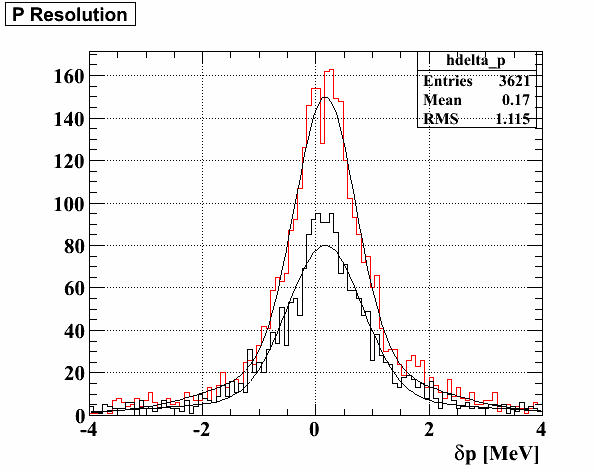 P Resolution
hdelta_p
Entries 3621
Mean 0.17
RMS 1.115
160
140
120
100
80
60
40
20
0
-4 -2 0 2 4
δp [MeV]